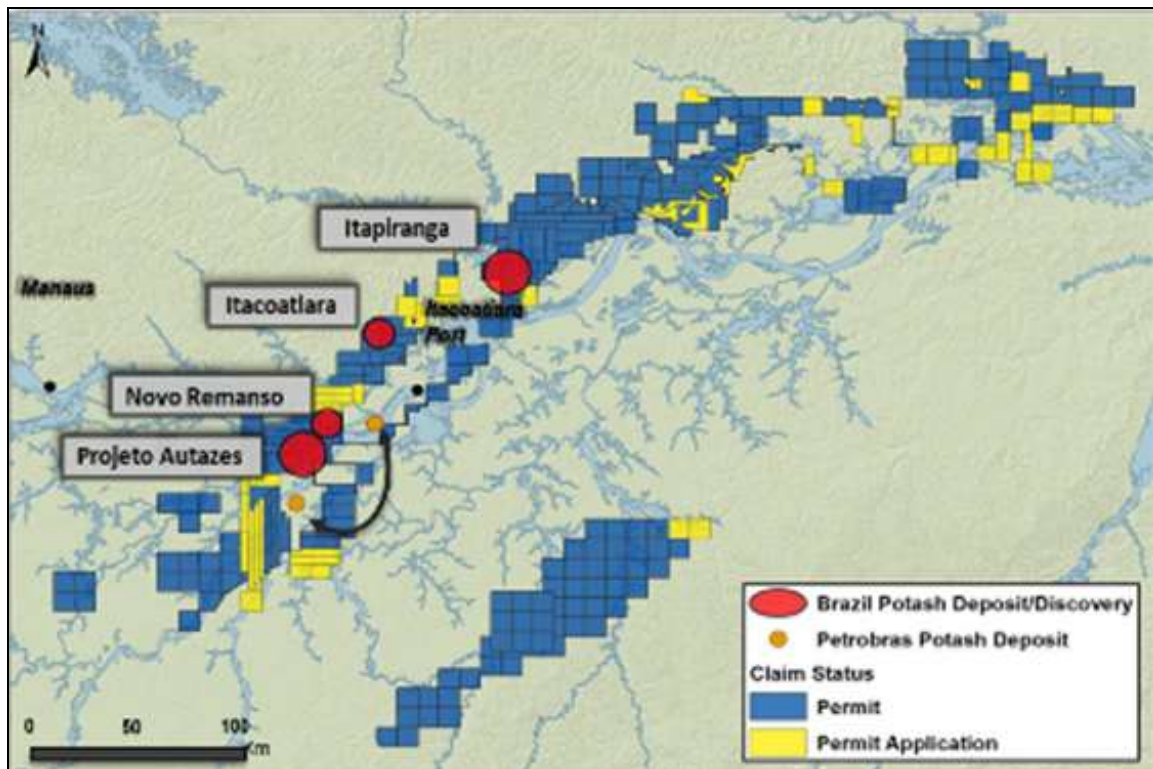 N
Itapiranga
Manaus
Itacoatlara
Itacoatiara
Port
Novo Remanso
Projeto Autazes
Brazil Potash Deposit/Discovery
Petrobras Potash Deposit
Claim Status
Permit
Permit Application
0 50 100
Km